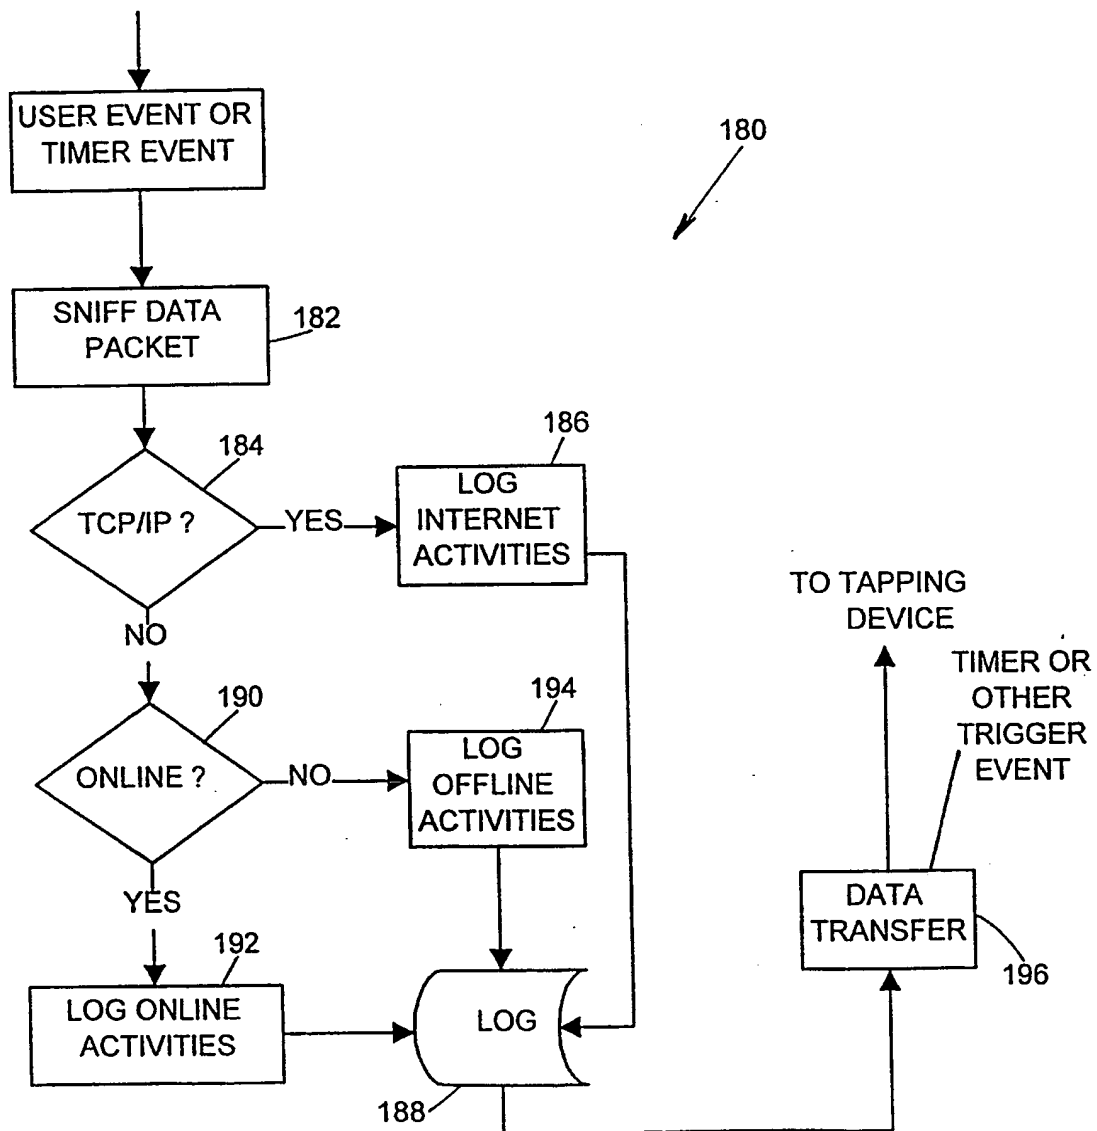 USER EVENT OR
TIMER EVENT
180
SNIFF DATA
PACKET
182
184
TCP/IP ?
YES
186
LOG
INTERNET
ACTIVITIES
NO
190
ONLINE ?
NO
194
LOG
OFFLINE
ACTIVITIES
YES
192
LOG ONLINE
ACTIVITIES
LOG
188
TO TAPPING
DEVICE
TIMER OR
OTHER
TRIGGER
EVENT
DATA
TRANSFER
196